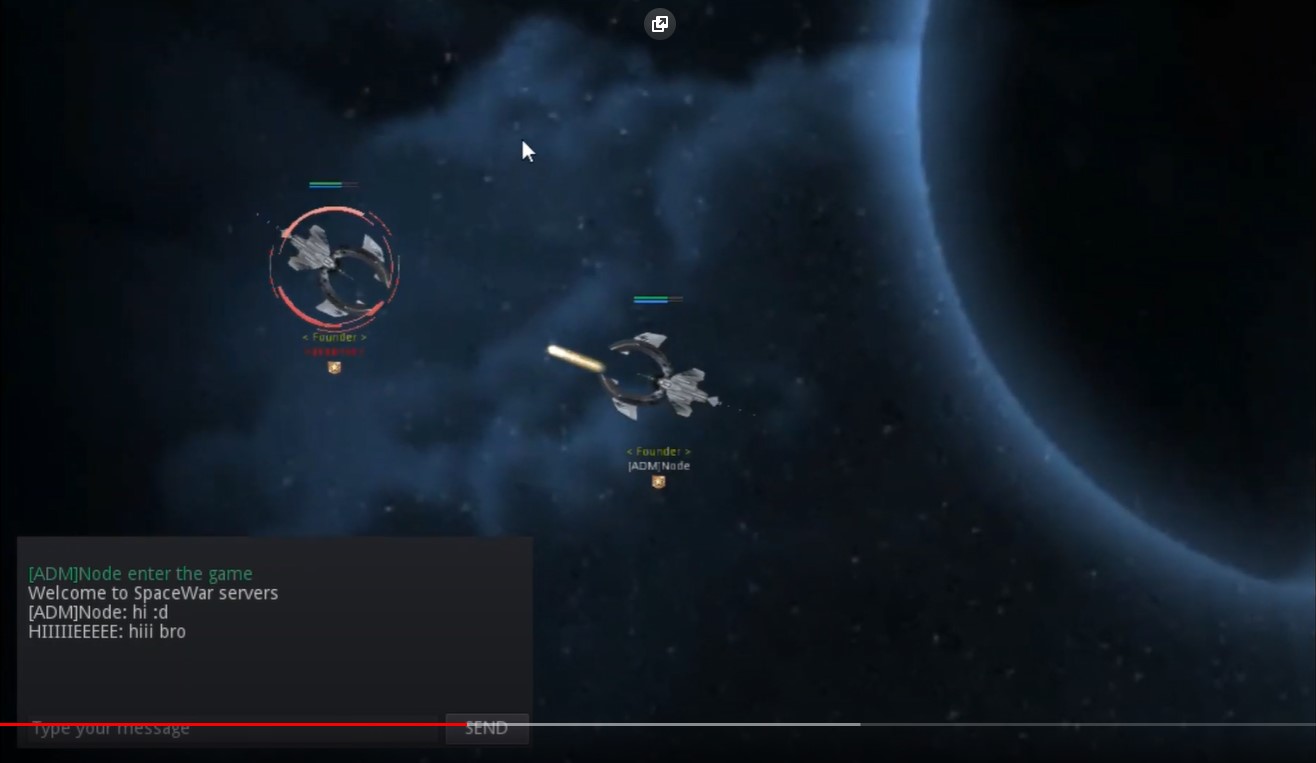 < Founder >
< Founder >
[ADM]Node
[ADM]Node enter the game
Welcome to SpaceWar servers
[ADM]Node: hi :d
HIIIIIEEEEE: hiii bro
Type your message
SEND